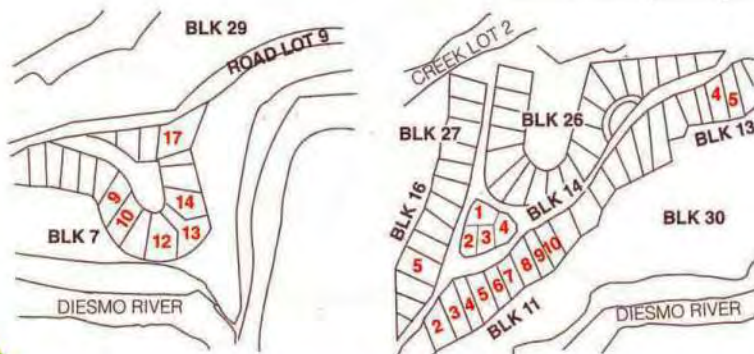 BLK 29
ROAD LOT 9
17
9
10
14
13
12
BLK 7
DIESMO RIVER
CREEK LOT 2
BLK 27
BLK 26
4
5
BLK 13
BLK 16
BLK 14
1
2 3 4
5
BLK 30
2 3 4 5 6 7 8 9 10
BLK 11
DIESMO RIVER